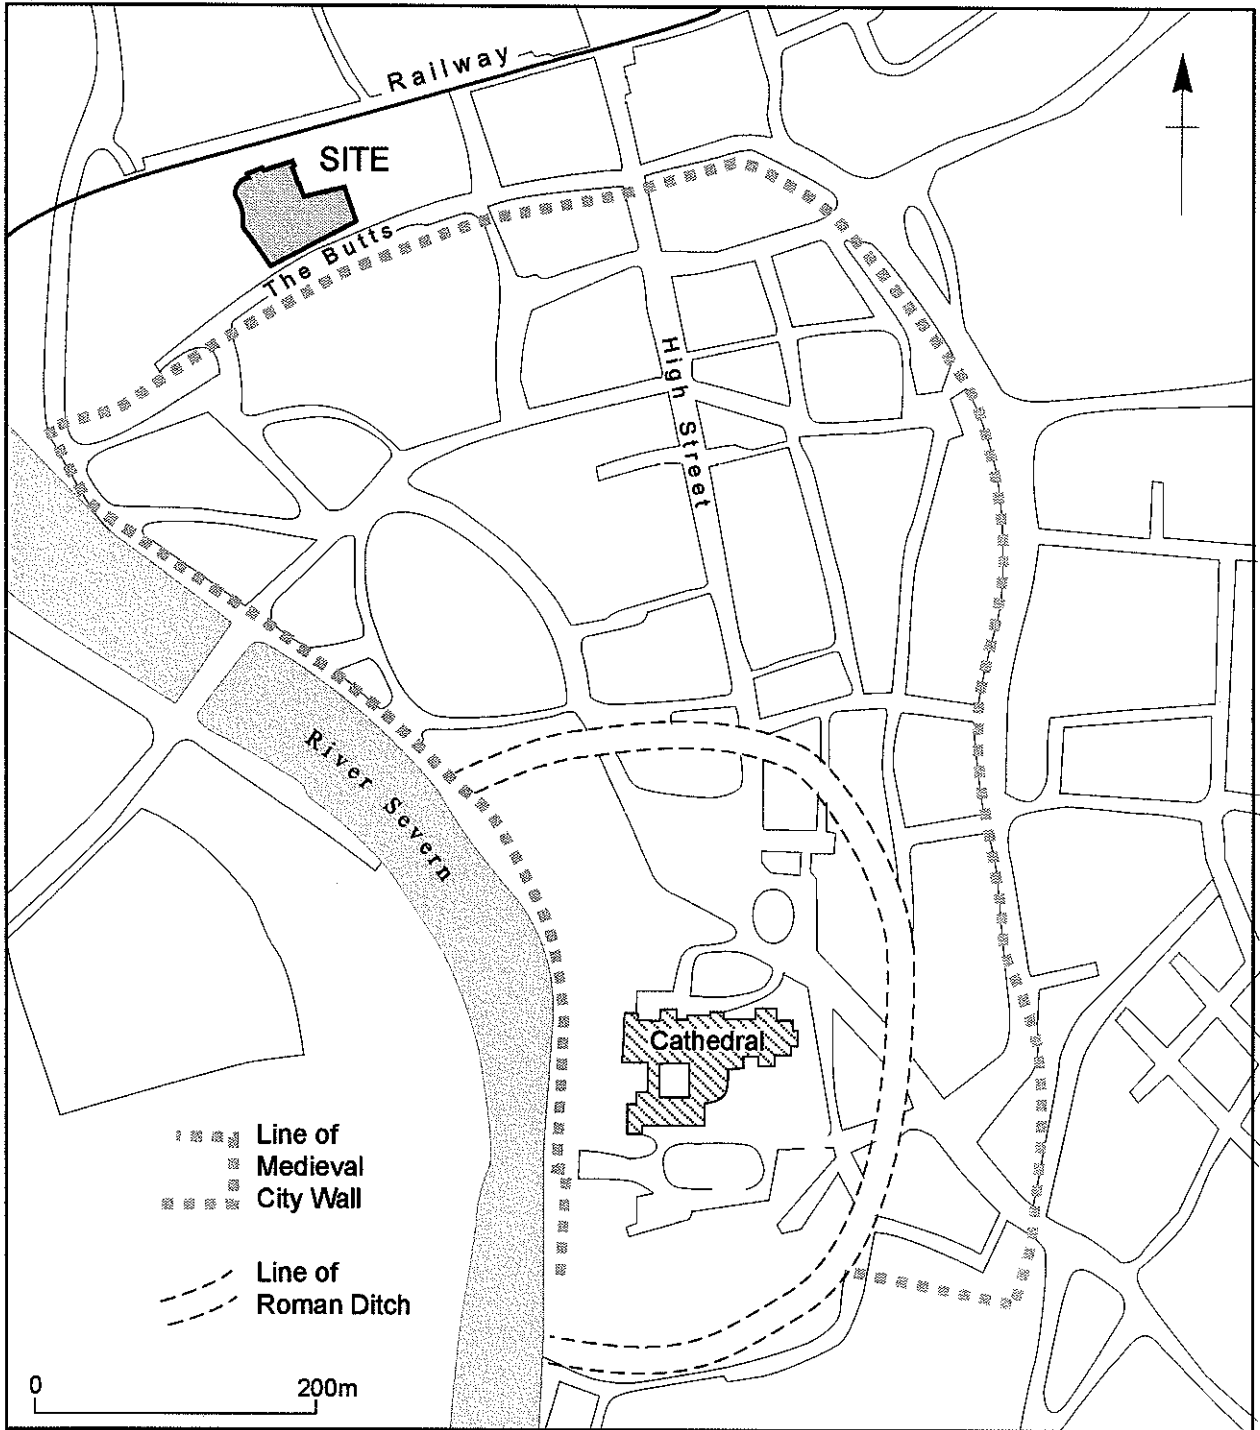 Railway
SITE
The Butts
High Street
River Severn
Cathedral
Line of
Medieval
City Wall
Line of
Roman Ditch
0 200m